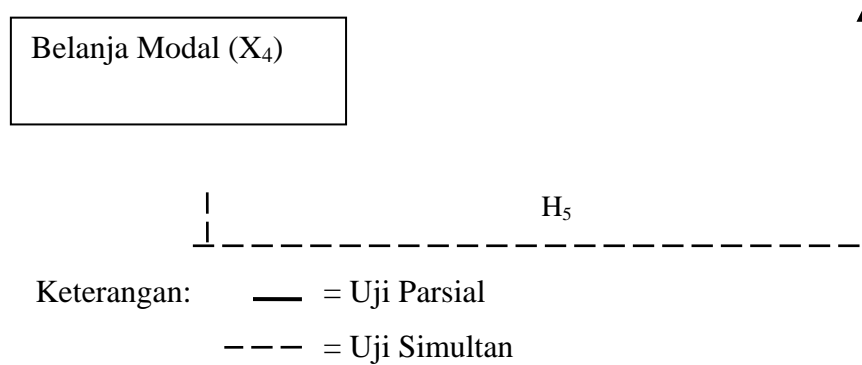 Belanja Modal (X₄)
H₅
Keterangan: = Uji Parsial
= Uji Simultan